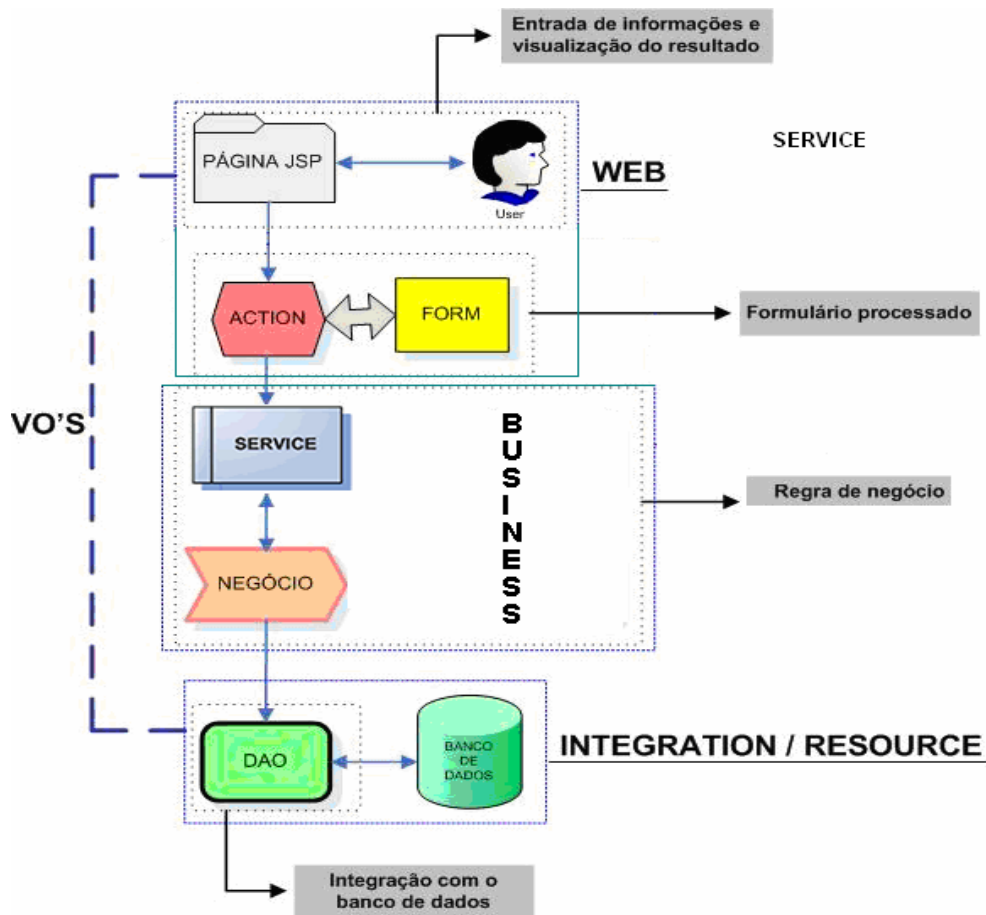 Entrada de informações e
visualização do resultado
SERVICE
PÁGINA JSP
WEB
User
ACTION
FORM
Formulário processado
VO'S
SERVICE
BUSINESS
Regra de negócio
NEGÓCIO
INTEGRATION / RESOURCE
DAO
BANCO
DE
DADOS
Integração com o
banco de dados